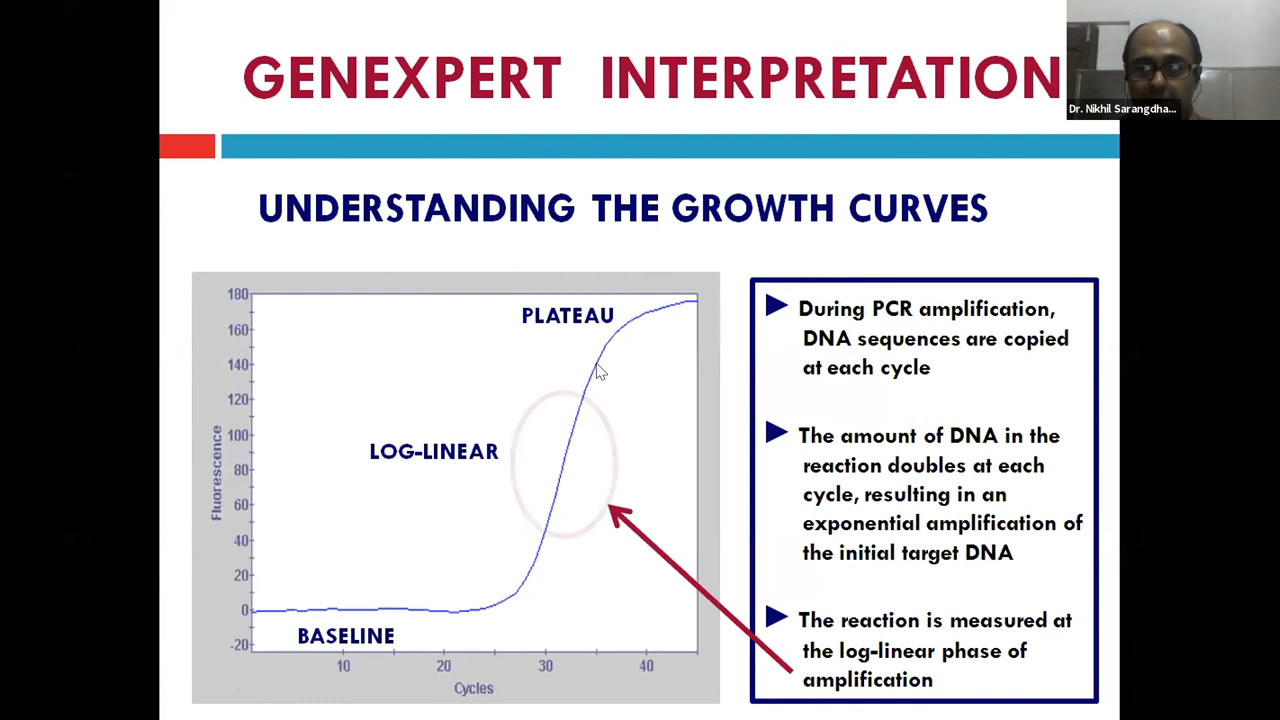 GENEXPERT INTERPRETATION
Dr. Nikhil Sarangdha...
UNDERSTANDING THE GROWTH CURVES
180
160
140
120
100
80
60
40
20
0
-20
Fluorescence
PLATEAU
LOG-LINEAR
BASELINE
10 20 30 40
Cycles
During PCR amplification,
DNA sequences are copied
at each cycle
The amount of DNA in the
reaction doubles at each
cycle, resulting in an
exponential amplification of
the initial target DNA
The reaction is measured at
the log-linear phase of
amplification